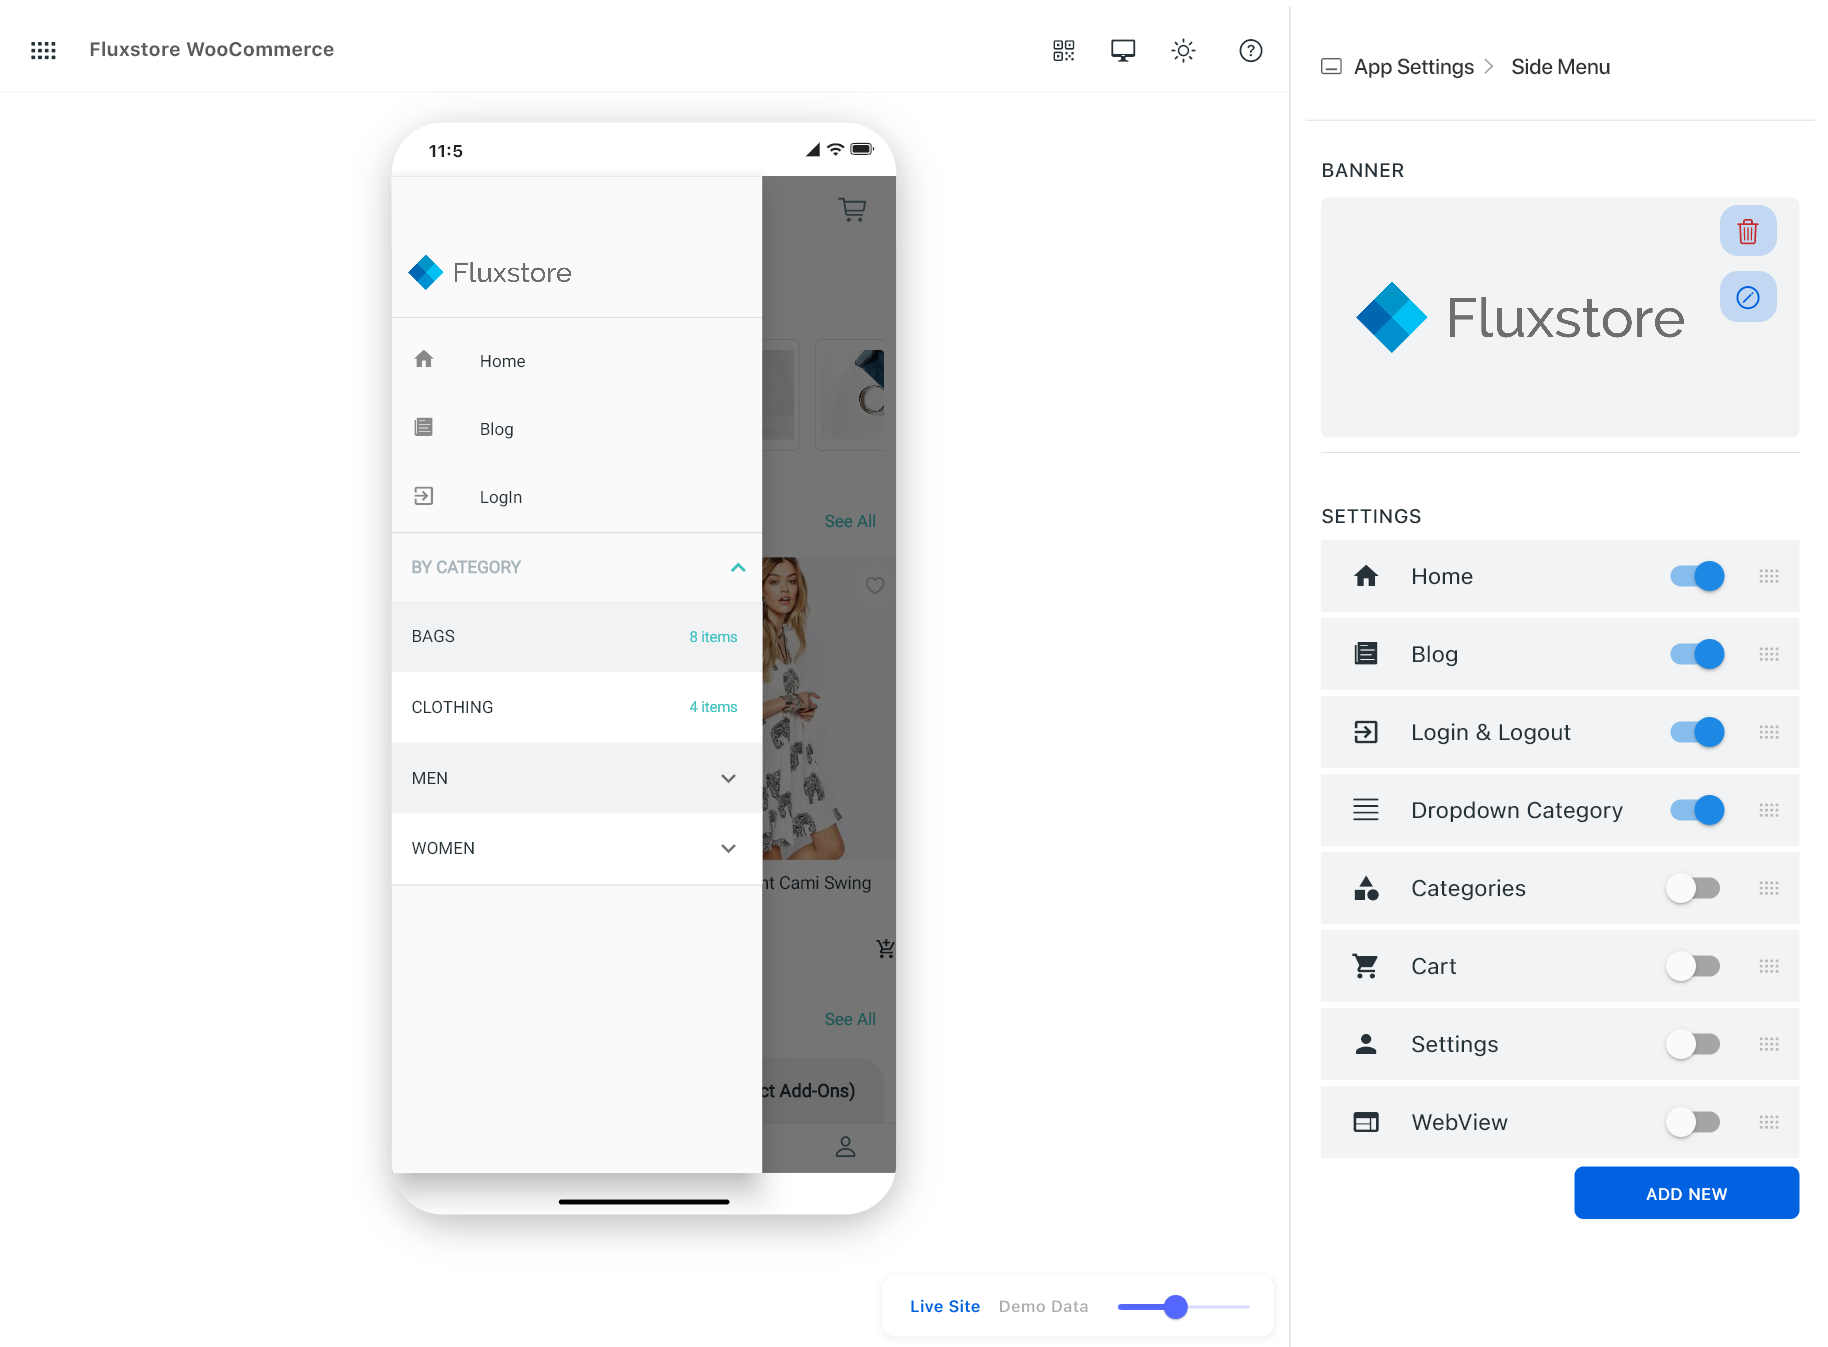 Fluxstore WooCommerce
11:5
Fluxstore
Home
Blog
LogIn
BY CATEGORY
BAGS
8 items
CLOTHING
4 items
MEN
WOMEN
See All
nt Cami Swing
See All
ct Add-Ons)
Live Site
Demo Data
App Settings
Side Menu
BANNER
Fluxstore
SETTINGS
Home
Blog
Login & Logout
Dropdown Category
Categories
Cart
Settings
WebView
ADD NEW